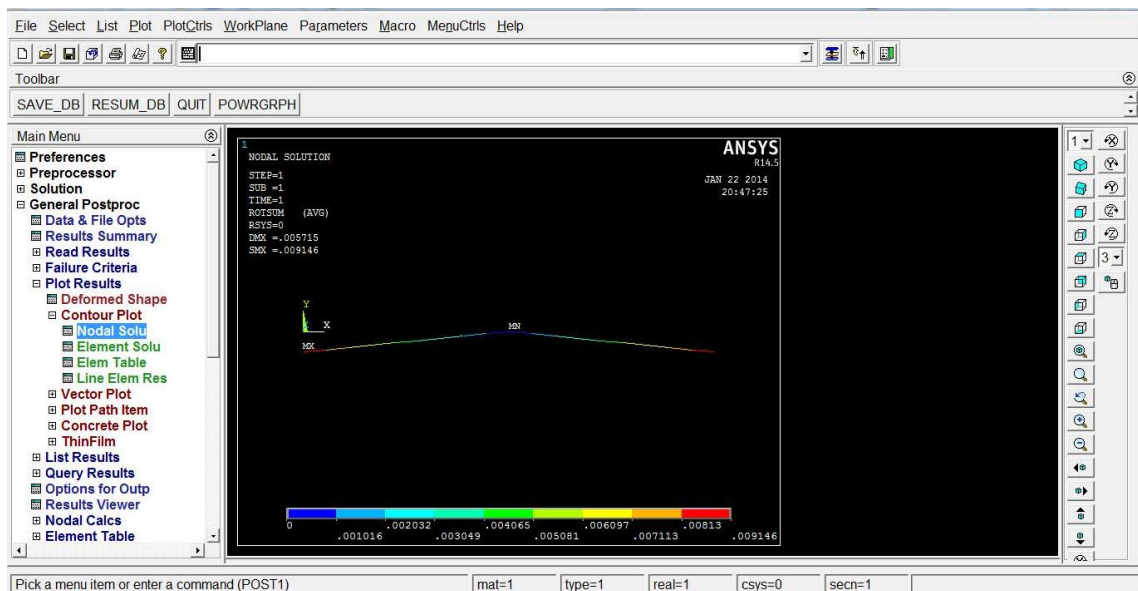 File Select List Plot PlotCtrls WorkPlane Parameters Macro MenuCtrls Help
Toolbar
SAVE_DB RESUM_DB QUIT POWRGRPH
Main Menu
Preferences
Preprocessor
Solution
General Postproc
Data & File Opts
Results Summary
Read Results
Failure Criteria
Plot Results
Deformed Shape
Contour Plot
Nodal Solu
Element Solu
Elem Table
Line Elem Res
Vector Plot
Plot Path Item
Concrete Plot
ThinFilm
List Results
Query Results
Options for Outp
Results Viewer
Nodal Calcs
Element Table
1
NODAL SOLUTION
STEP=1
SUB =1
TIME=1
ROTSUM (AVG)
RSYS=0
DMX =.005715
SMX =.009146
ANSYS
R14.5
JAN 22 2014
20:47:25
Y
X
MN
MX
0 .002032 .004065 .006097 .00813
.001016 .003049 .005081 .007113 .009146
1
3
Pick a menu item or enter a command (POST1) mat=1 type=1 real=1 csys=0 secn=1